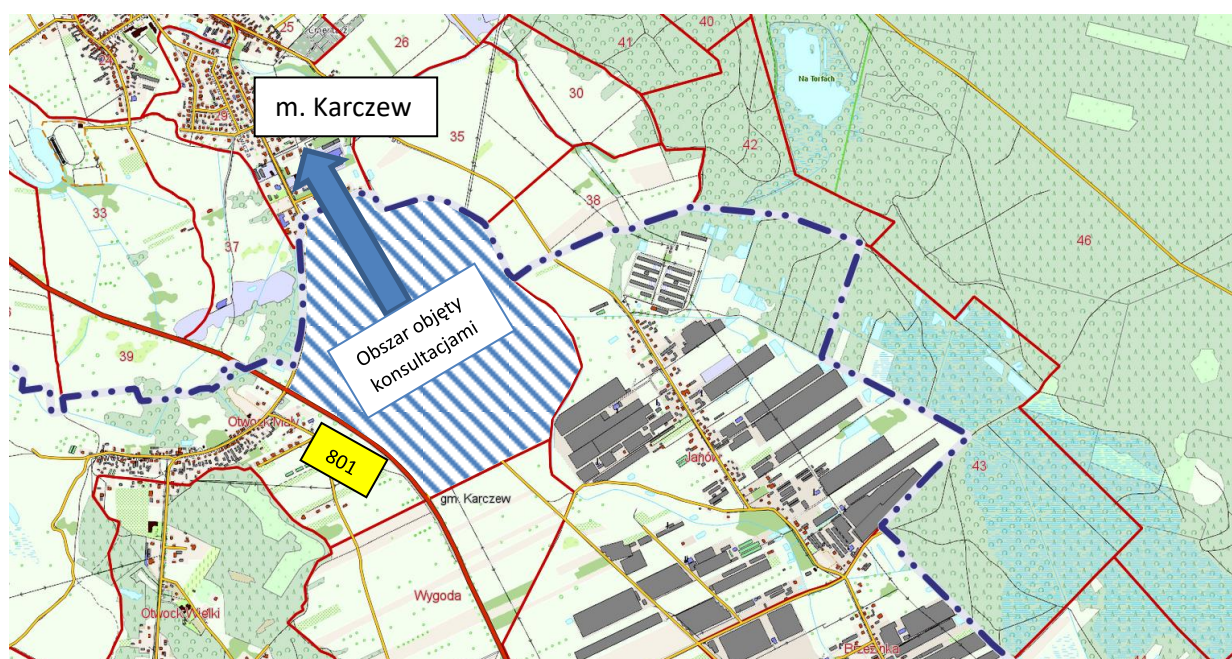 25
40
26
41
Na Torfach
30
m. Karczew
29
35
42
38
33
46
37
Obszar objęty
konsultacjami
39
Otwock Mały
801
Janów
43
gm. Karczew
Wygoda
Otwock Wielki
Brzezinka